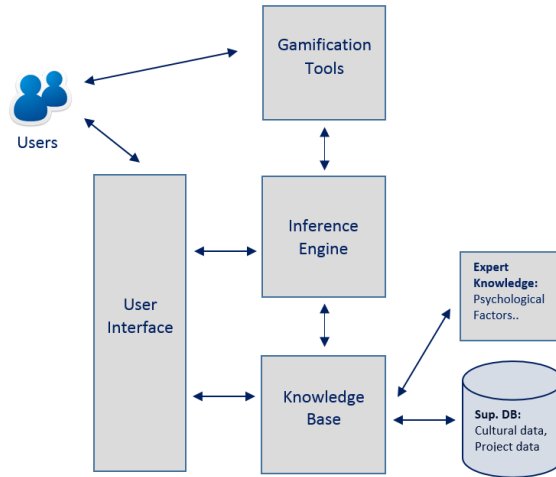 Gamification
Tools
Users
Inference
Engine
User
Interface
Expert
Knowledge:
Psychological
Factors..
Knowledge
Base
Sup. DB:
Cultural data,
Project data